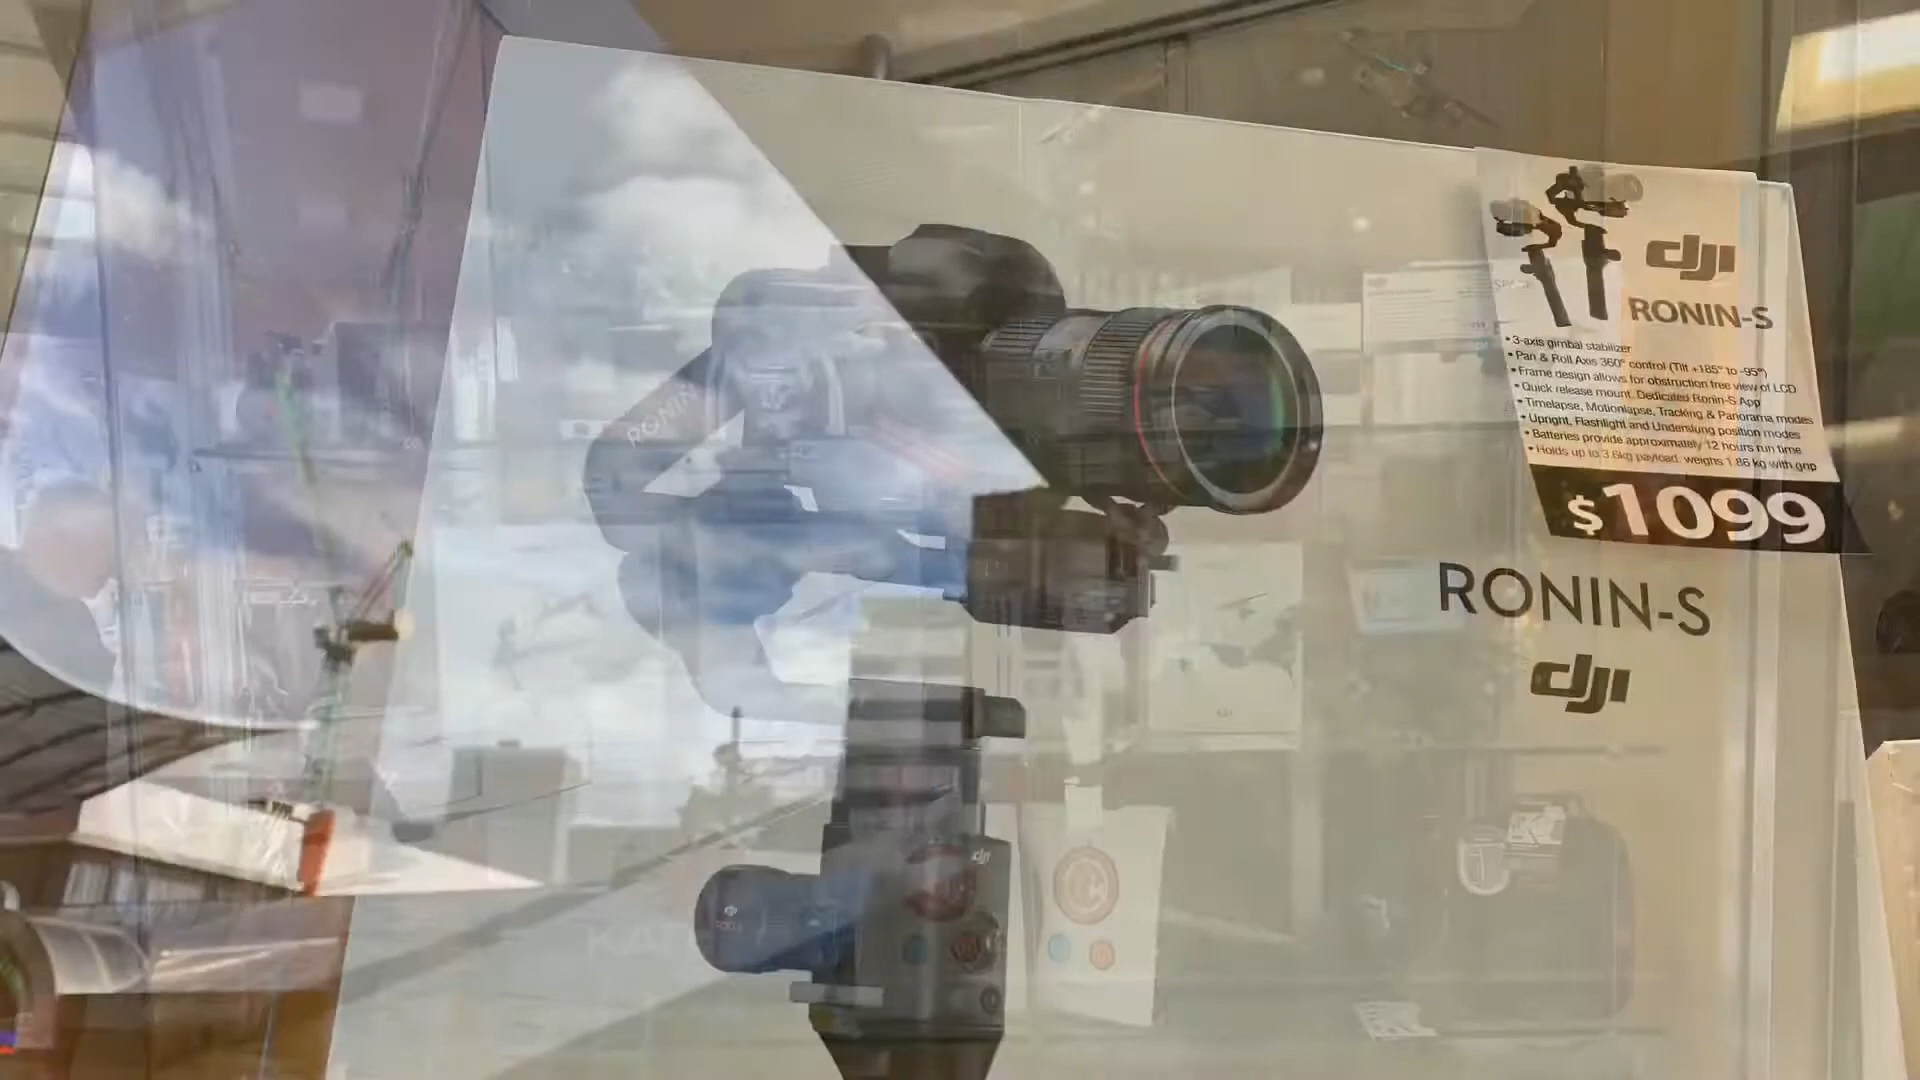 dji
RONIN-S
• 3-axis gimbal stabilizer
• Pan & Roll Axis 360° control (Tilt +185° to -95°)
• Frame design allows for obstruction free view of LCD
• Quick release mount. Dedicated Ronin-S App
• Timelapse, Motionlapse, Tracking & Panorama modes
• Upright, Flashlight and Underslung position modes
• Batteries provide approximately 12 hours run time
• Holds up to 3.6kg payload, weighs 1.86 kg with grip
$1099
RONIN
RONIN-S
dji
dji